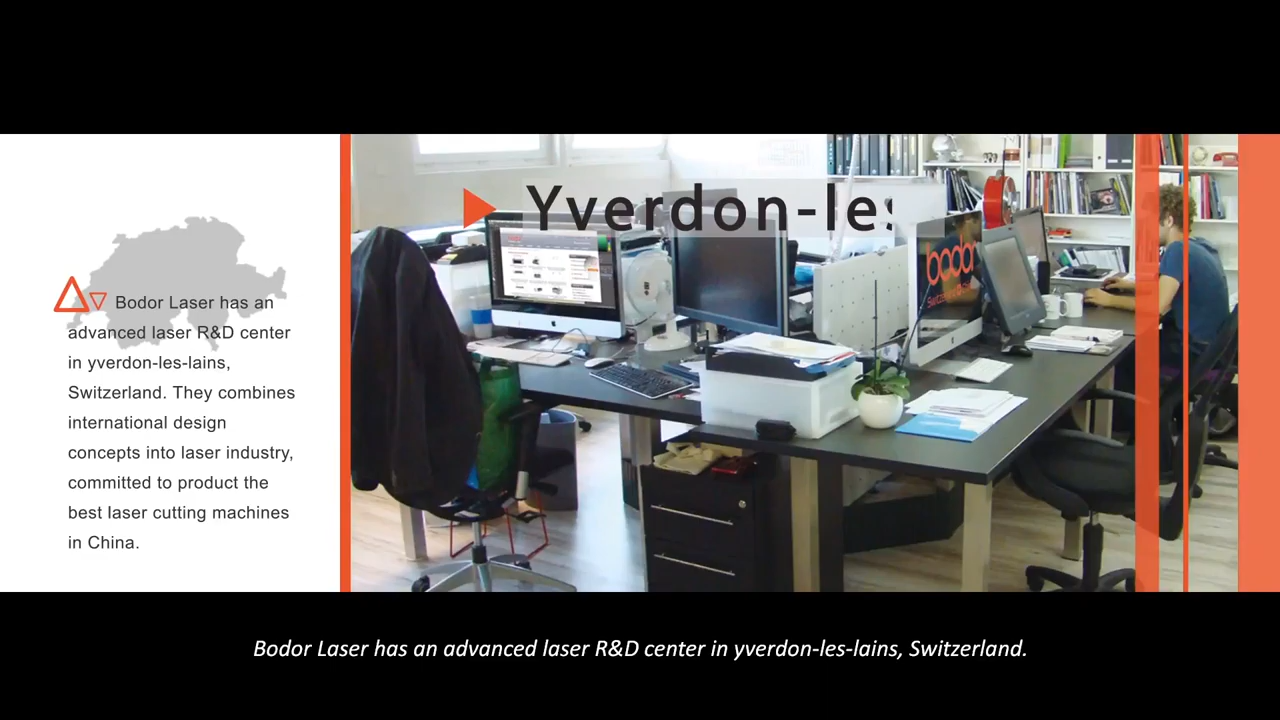 Yverdon-les
bodor
Bodor Laser has an
advanced laser R&D center
in yverdon-les-lains,
Switzerland. They combines
international design
concepts into laser industry,
committed to product the
best laser cutting machines
in China.
Bodor Laser has an advanced laser R&D center in yverdon-les-lains, Switzerland.